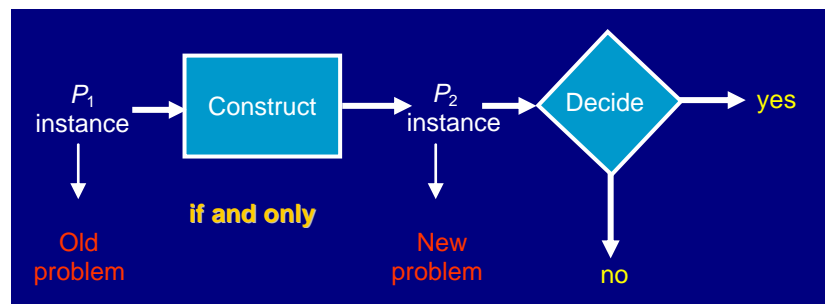 P1
instance
Construct
P2
instance
Decide
yes
if and only
Old
problem
New
problem
no